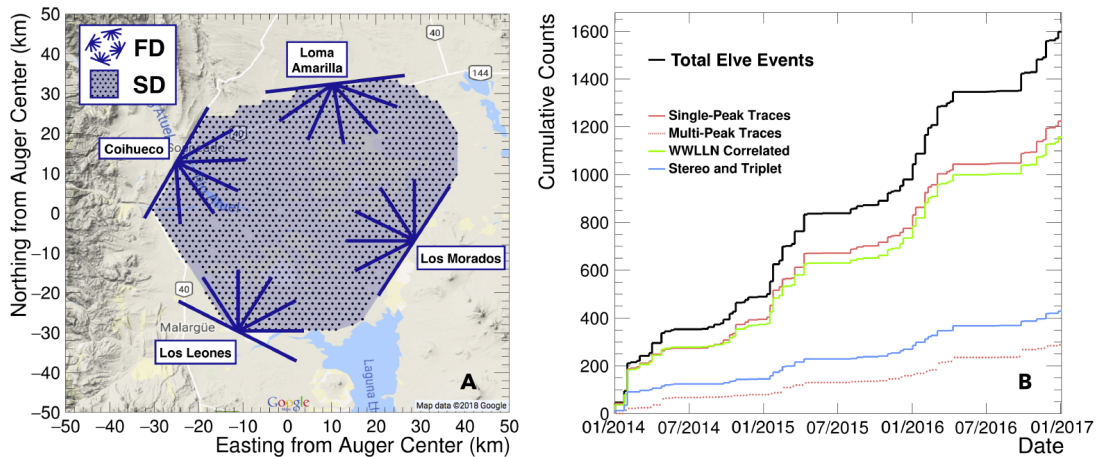 50
40
30
20
10
0
−10
−20
−30
−40
−50
Northing from Auger Center (km)
−50 −40 −30 −20 −10 0 10 20 30 40 50
Easting from Auger Center (km)
FD
SD
Loma
Amarilla
40
144
Coihueco
Los Morados
40
Malargüe
Los Leones
A
Google
Map data ©2018 Google
Cumulative Counts
1600
1400
1200
1000
800
600
400
200
0
Total Elve Events
Single-Peak Traces
Multi-Peak Traces
WWLLN Correlated
Stereo and Triplet
B
01/2014 07/2014 01/2015 07/2015 01/2016 07/2016 01/2017
Date